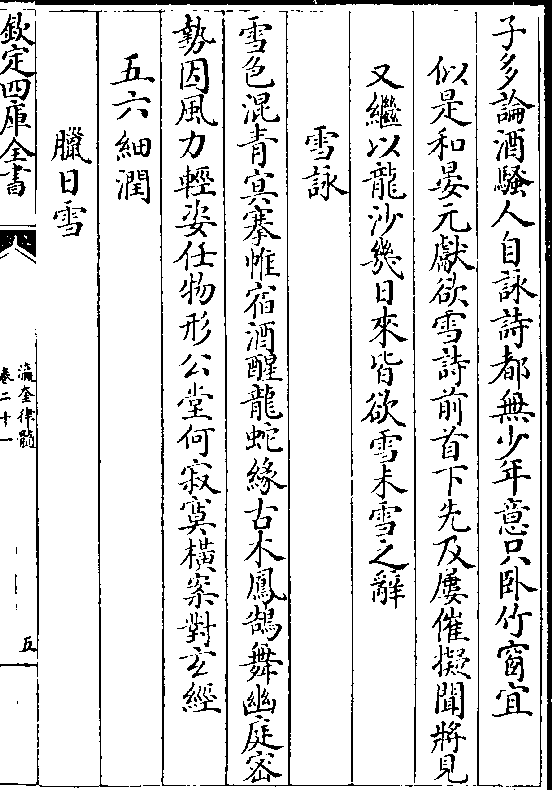 子多論酒騷人自詠詩都無少年意只卧竹窗宜
似是和晏元獻欲雪詩前首下先及屢催擬聞將見
又繼以龍沙幾日來皆欲雪未雪之辭
雪詠
雪色混青寞搴帷宿酒醒龍蛇緣古木鳳鵠舞幽庭密
勢因風力輕姿任物形公堂何寂寞橫案對玄經
五六細潤
臘日雪
欽定四庫全書
瀛奎律髓
卷二十一
五